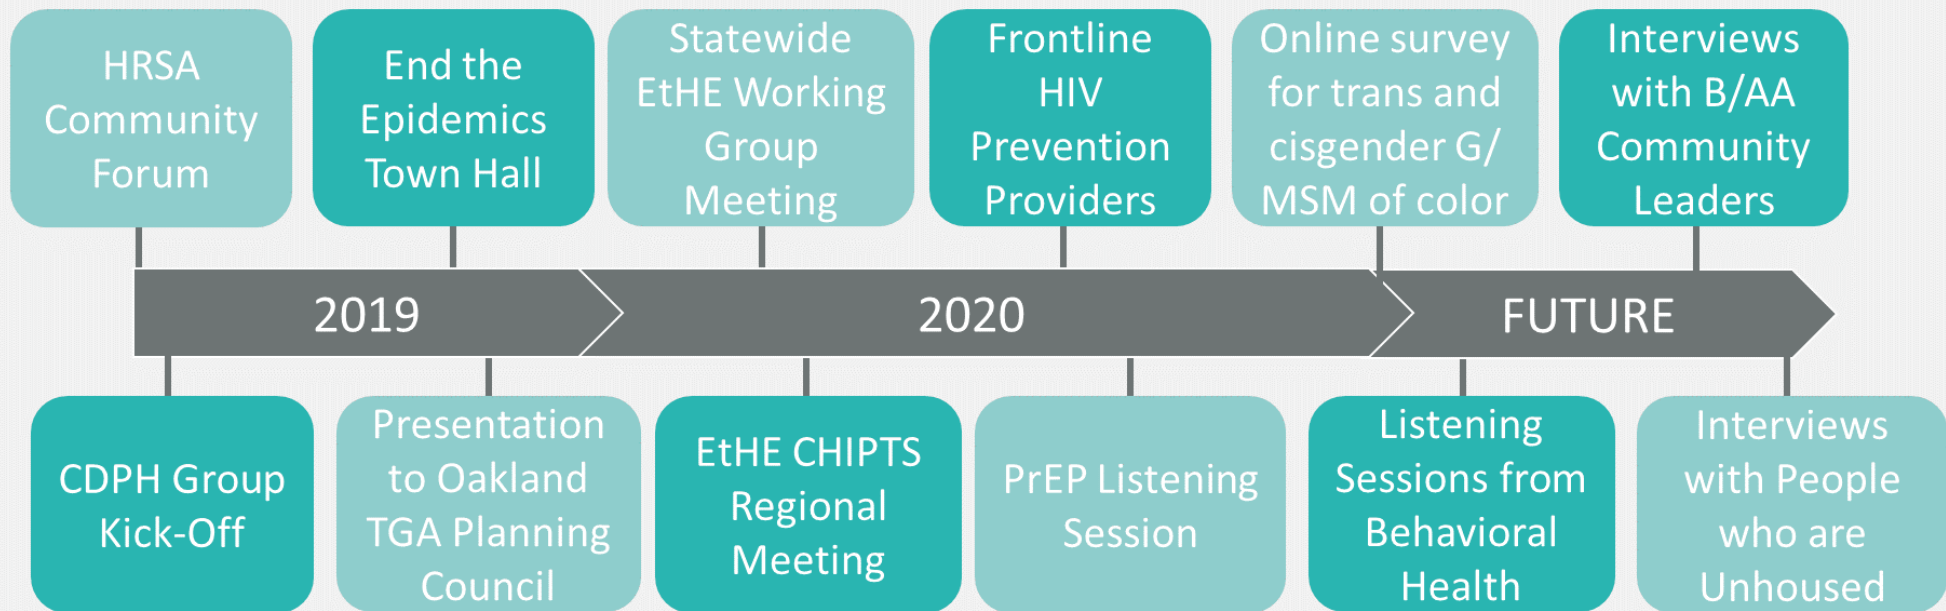 HRSA
Community
Forum
End the
Epidemics
Town Hall
Statewide
EtHE Working
Group
Meeting
Frontline
HIV
Prevention
Providers
Online survey
for trans and
cisgender G/
MSM of color
Interviews
with B/AA
Community
Leaders
2019
2020
FUTURE
CDPH Group
Kick-Off
Presentation
to Oakland
TGA Planning
Council
EtHE CHIPTS
Regional
Meeting
PrEP Listening
Session
Listening
Sessions from
Behavioral
Health
Interviews
with People
who are
Unhoused